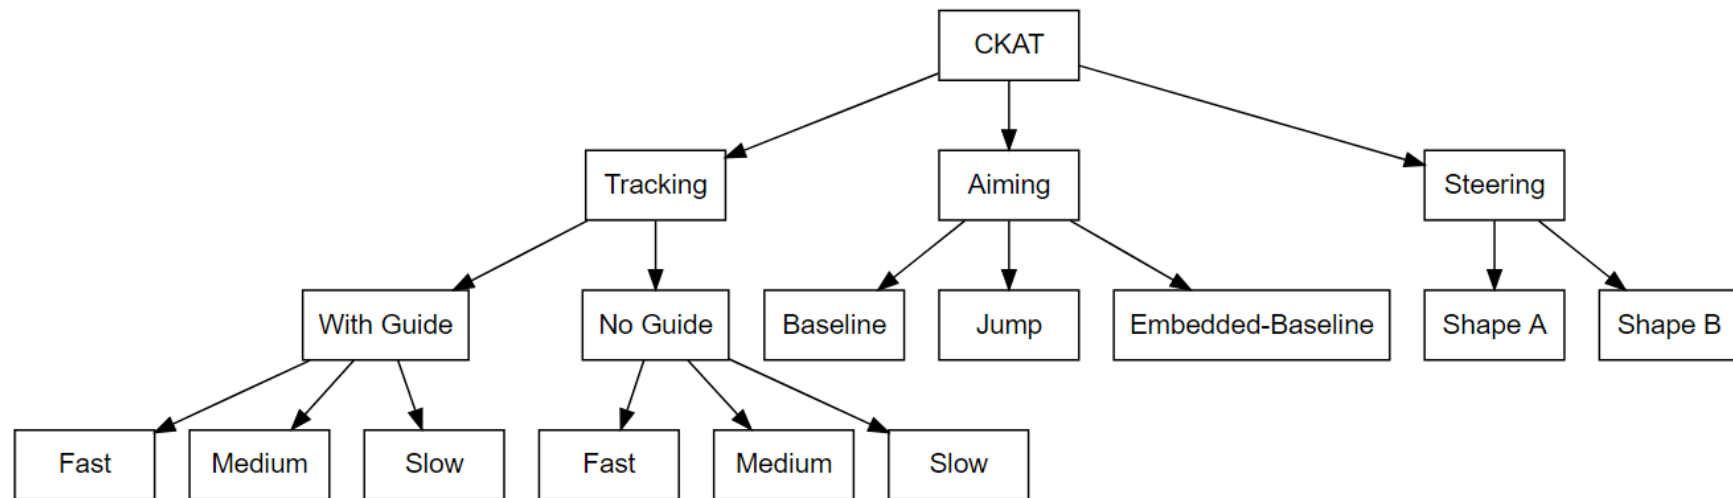 CKAT
Tracking
Aiming
Steering
With Guide
No Guide
Baseline
Jump
Embedded-Baseline
Shape A
Shape B
Fast
Medium
Slow
Fast
Medium
Slow